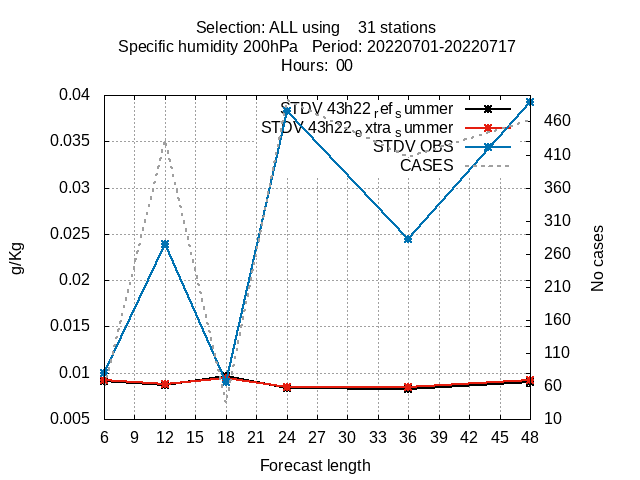 Selection: ALL using    31 stations
Specific humidity 200hPa   Period: 20220701-20220717
Hours:  00
STDV 43h22_ref_summer
STDV 43h22_extra_summer
STDV OBS
CASES
0.04
0.035
0.03
0.025
0.02
0.015
0.01
0.005
460
410
360
310
260
210
160
110
60
10
g/Kg
No cases
6 9 12 15 18 21 24 27 30 33 36 39 42 45 48
Forecast length